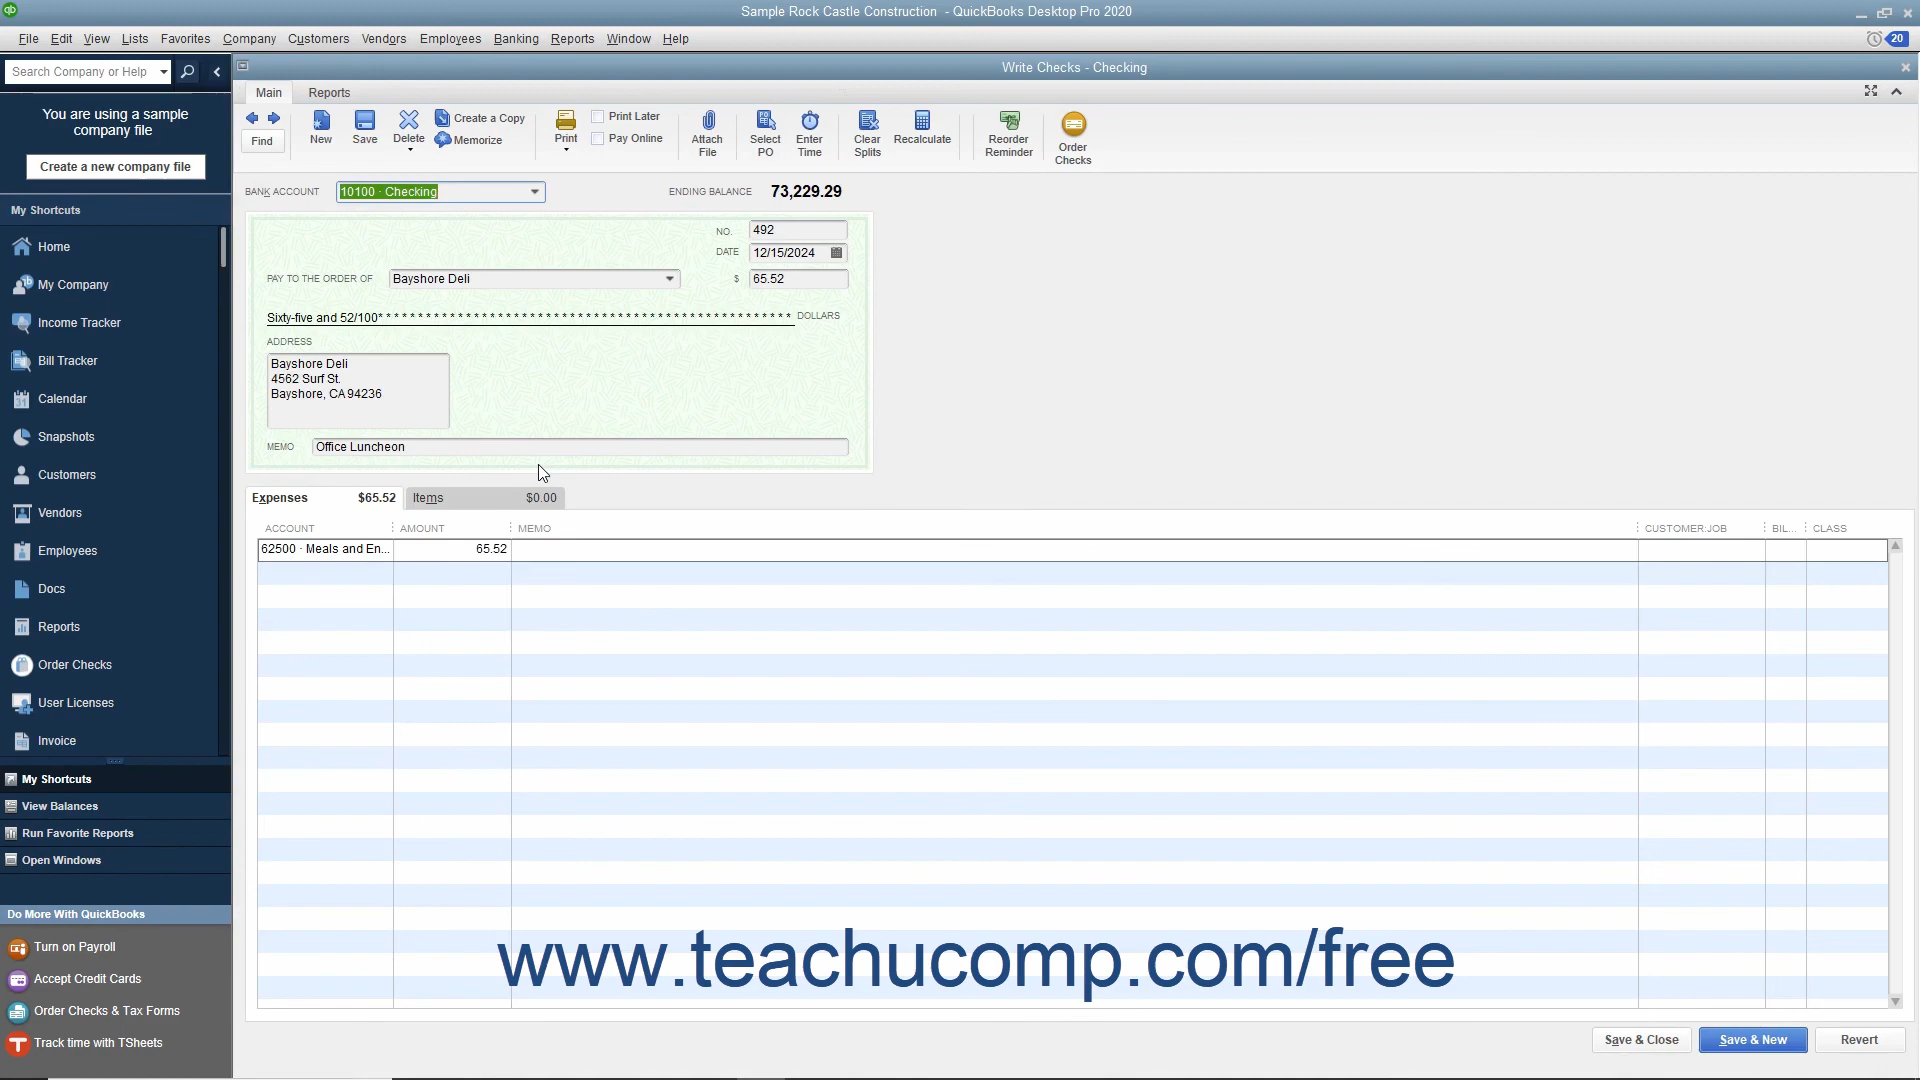 Sample Rock Castle Construction - QuickBooks Desktop Pro 2020
File Edit View Lists Favorites Company Customers Vendors Employees Banking Reports Window Help
20
Search Company or Help
Write Checks - Checking
You are using a sample
company file
Create a new company file
My Shortcuts
Home
My Company
Income Tracker
Bill Tracker
Calendar
Snapshots
Customers
Vendors
Employees
Docs
Reports
Order Checks
User Licenses
Invoice
My Shortcuts
View Balances
Run Favorite Reports
Open Windows
Do More With QuickBooks
Turn on Payroll
Accept Credit Cards
Order Checks & Tax Forms
Track time with TSheets
Main Reports
Find
New
Save
Delete
Create a Copy
Memorize
Print
Print Later
Pay Online
Attach
File
Select
PO
Enter
Time
Clear
Splits
Recalculate
Reorder
Reminder
Order
Checks
BANK ACCOUNT 10100 · Checking ENDING BALANCE 73,229.29
NO. 492
DATE 12/15/2024
PAY TO THE ORDER OF Bayshore Deli $ 65.52
Sixty-five and 52/100* * * * * * * * * * * * * * * * * * * * * * * * * * * * * * * * * * * * * * * * * * * * * * * * * * * * DOLLARS
ADDRESS
Bayshore Deli
4562 Surf St.
Bayshore, CA 94236
MEMO Office Luncheon
Expenses $65.52 Items $0.00
ACCOUNT AMOUNT MEMO CUSTOMER:JOB BIL... CLASS
62500 · Meals and En... 65.52
www.teachucomp.com/free
Save & Close Save & New Revert